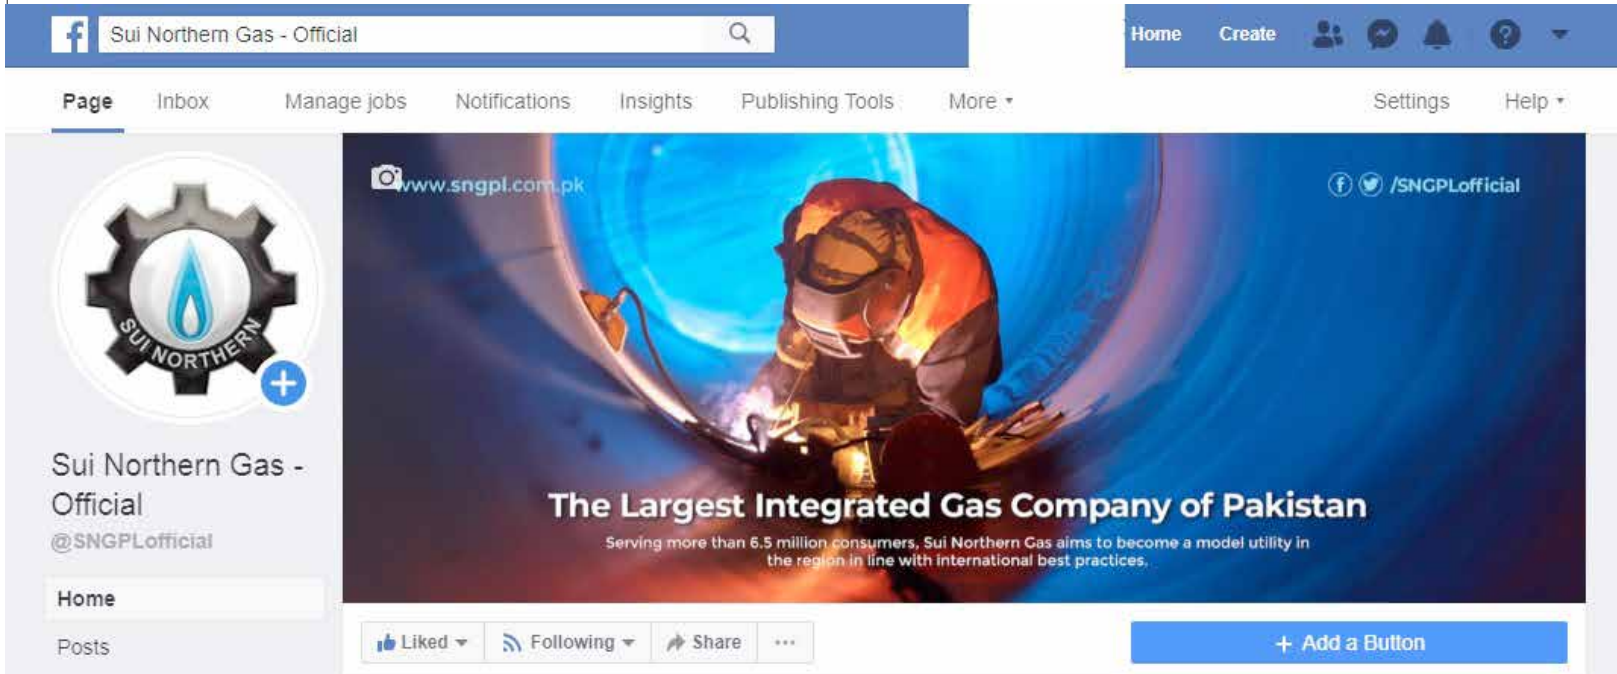 Sui Northern Gas - Official
Home Create
Page Inbox Manage jobs Notifications Insights Publishing Tools More Settings Help
www.sngpl.com.pk
/SNGPLofficial
SUI NORTHERN
Sui Northern Gas -
Official
@SNGPLofficial
The Largest Integrated Gas Company of Pakistan
Serving more than 6.5 million consumers, Sui Northern Gas aims to become a model utility in
the region in line with international best practices.
Home
Posts
Liked Following Share ... + Add a Button